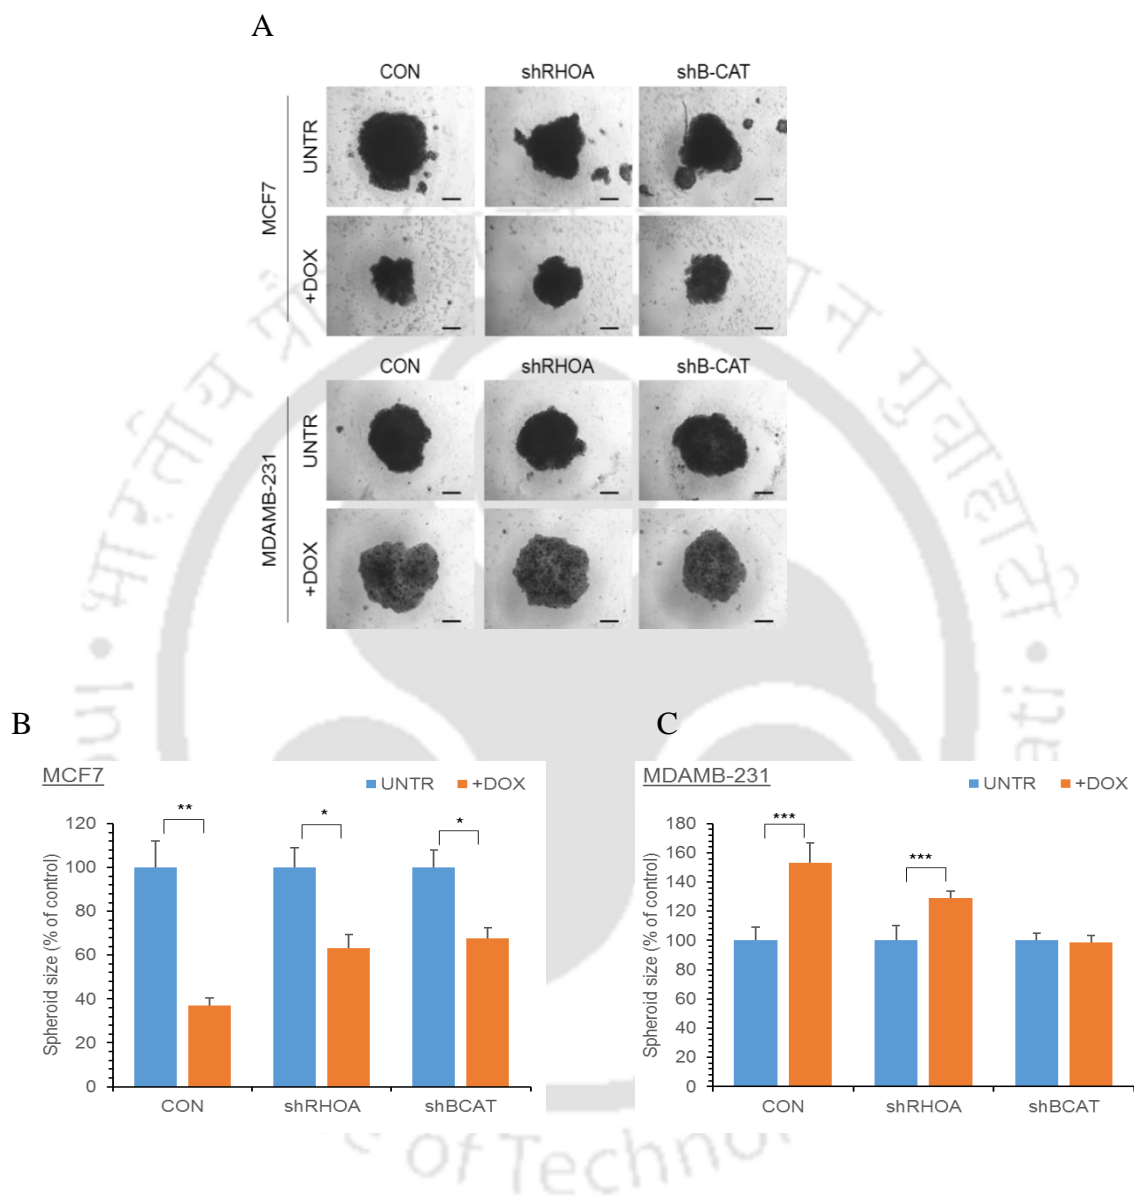 A
CON shRHOA shB-CAT
MCF7
UNTR
+DOX
CON shRHOA shB-CAT
MDAMB-231
UNTR
+DOX
B
MCF7
UNTR +DOX
Spheroid size (% of control)
120
100
80
60
40
20
0
** * *
CON shRHOA shBCAT
C
MDAMB-231
UNTR +DOX
Spheroid size (% of control)
180
160
140
120
100
80
60
40
20
0
*** ***
CON shRHOA shBCAT
of Techno